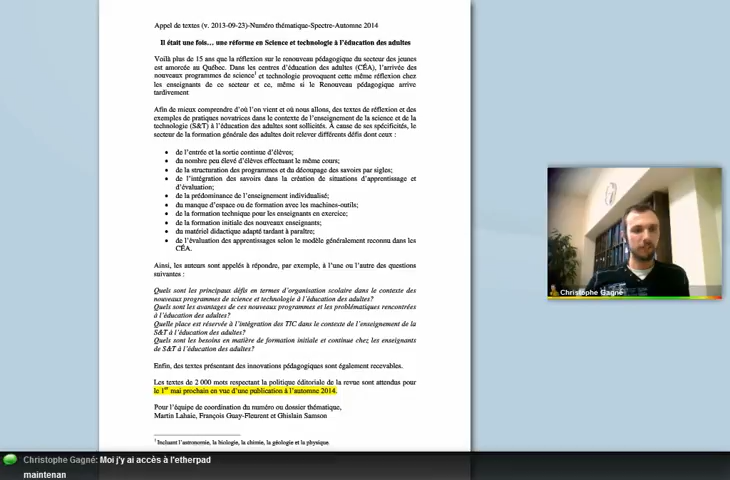 Appel de textes (v. 2013-09-23)-Numéro thématique-Spectre-Automne 2014
Il était une fois… une réforme en Science et technologie à l'éducation des adultes
Voilà plus de 15 ans que la réflexion sur le renouveau pédagogique du secteur des jeunes
est amorcée au Québec. Dans les centres d'éducation des adultes (CÉA), l'arrivée des
nouveaux programmes de science¹ et technologie provoquent cette même réflexion chez
les enseignants de ce secteur et ce, même si le Renouveau pédagogique arrive
tardivement
Afin de mieux comprendre d'où l'on vient et où nous allons, des textes de réflexion et des
exemples de pratiques novatrices dans le contexte de l'enseignement de la science et de la
technologie (S&T) à l'éducation des adultes sont sollicités. À cause de ses spécificités, le
secteur de la formation générale des adultes doit relever différents défis dont ceux :
• de l'entrée et la sortie continue d'élèves;
• du nombre peu élevé d'élèves effectuant le même cours;
• de la structuration des programmes et du découpage des savoirs par sigles;
• de l'intégration des savoirs dans la création de situations d'apprentissage et
d'évaluation;
• de la prédominance de l'enseignement individualisé;
• du manque d'espace ou de formation avec les machines-outils;
• de la formation technique pour les enseignants en exercice;
• de la formation initiale des nouveaux enseignants;
• du matériel didactique adapté tardant à paraître;
• de l'évaluation des apprentissages selon le modèle généralement reconnu dans les
CÉA.
Ainsi, les auteurs sont appelés à répondre, par exemple, à l'une ou l'autre des questions
suivantes :
Quels sont les principaux défis en termes d'organisation scolaire dans le contexte des
nouveaux programmes de science et technologie à l'éducation des adultes?
Quels sont les avantages de ces nouveaux programmes et les problématiques rencontrées
à l'éducation des adultes?
Quelle place est réservée à l'intégration des TIC dans le contexte de l'enseignement de la
S&T à l'éducation des adultes?
Quels sont les besoins en matière de formation initiale et continue chez les enseignants
de S&T à l'éducation des adultes?
Enfin, des textes présentant des innovations pédagogiques sont également recevables.
Les textes de 2 000 mots respectant la politique éditoriale de la revue sont attendus pour
le 1er mai prochain en vue d'une publication à l'automne 2014.
Pour l'équipe de coordination du numéro ou dossier thématique,
Martin Lahaie, François Guay-Fleurent et Ghislain Samson
¹ Incluant l'astronomie, la biologie, la chimie, la géologie et la physique.
Christophe Gagné
Christophe Gagné: Moi j'y ai accès à l'etherpad
maintenan